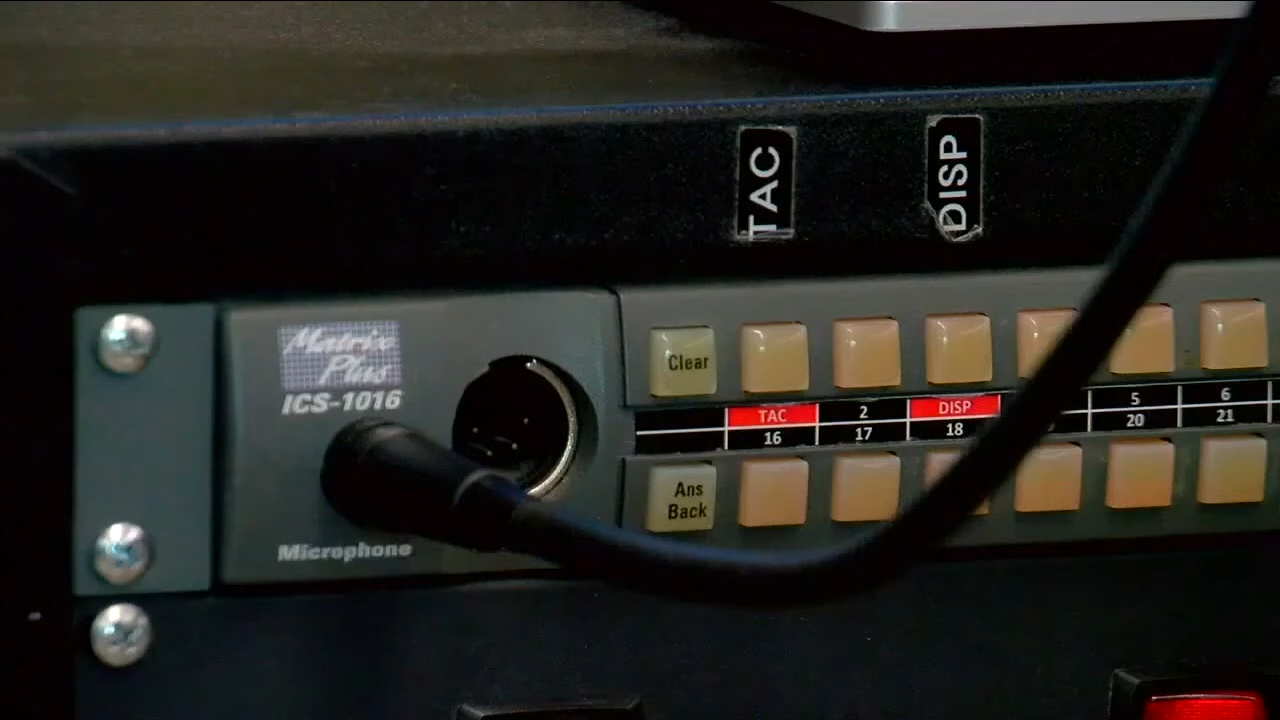 TAC
DISP
Matrix
Plus
ICS-1016
Microphone
Clear
TAC 2 DISP 5 6
16 17 18 20 21
Ans
Back